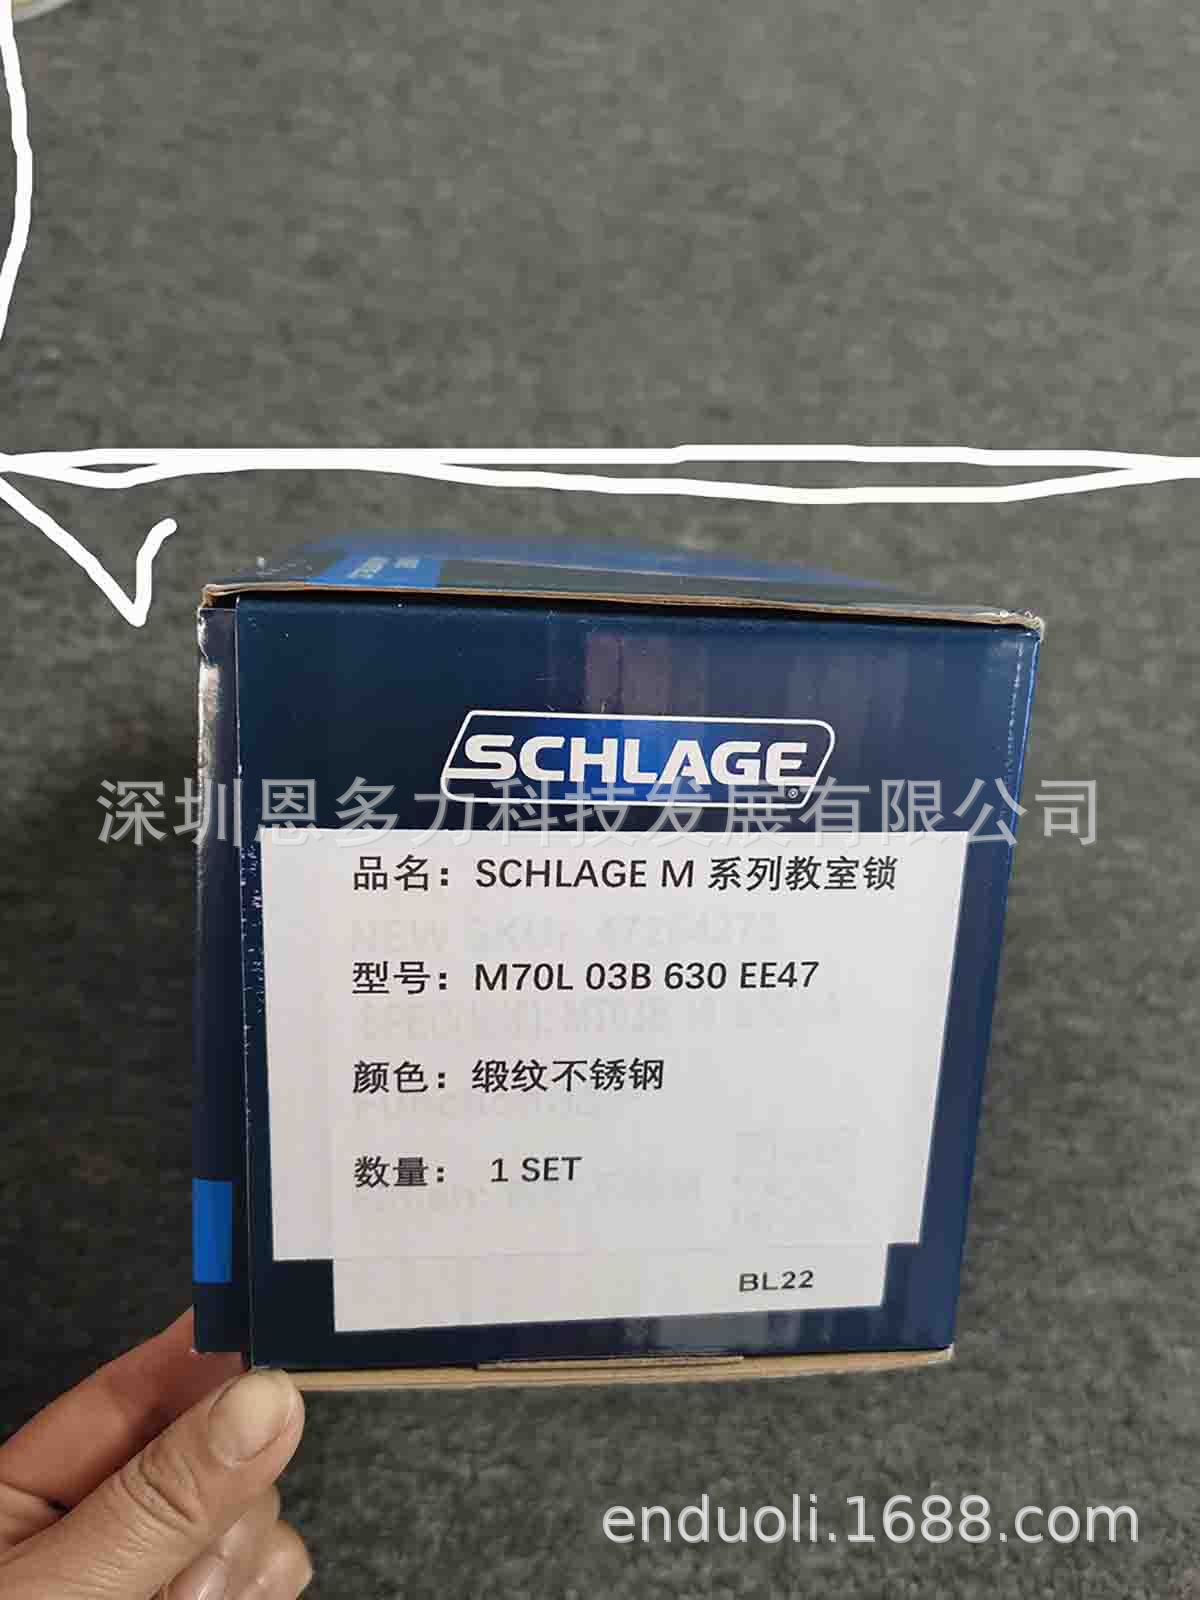 SCHLAGE
®
深圳恩多力科技发展有限公司
品名：SCHLAGE M 系列教室锁
型号：M70L 03B 630 EE47
颜色：缎纹不锈钢
数量： 1 SET
BL22
enduoli.1688.com